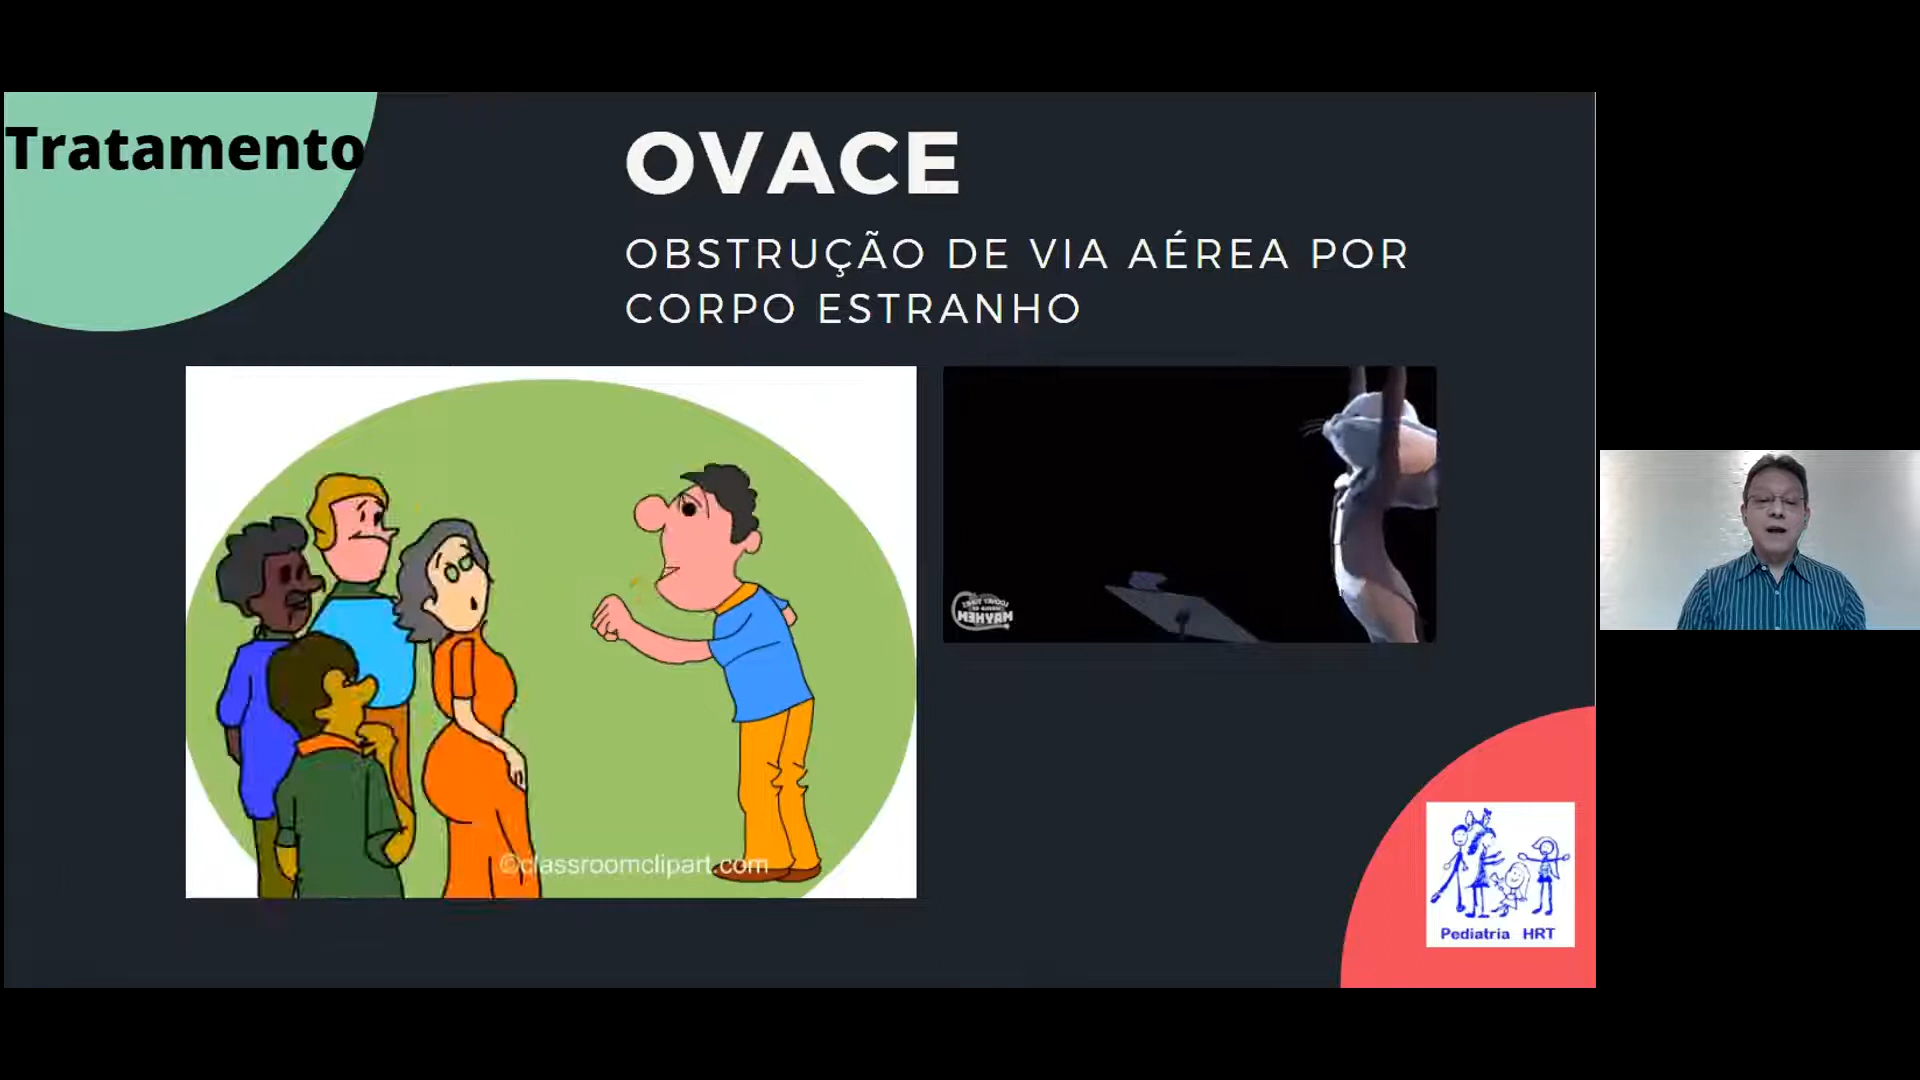 Tratamento
OVACE
OBSTRUÇÃO DE VIA AÉREA POR
CORPO ESTRANHO
©classroomclipart.com
Pediatria HRT